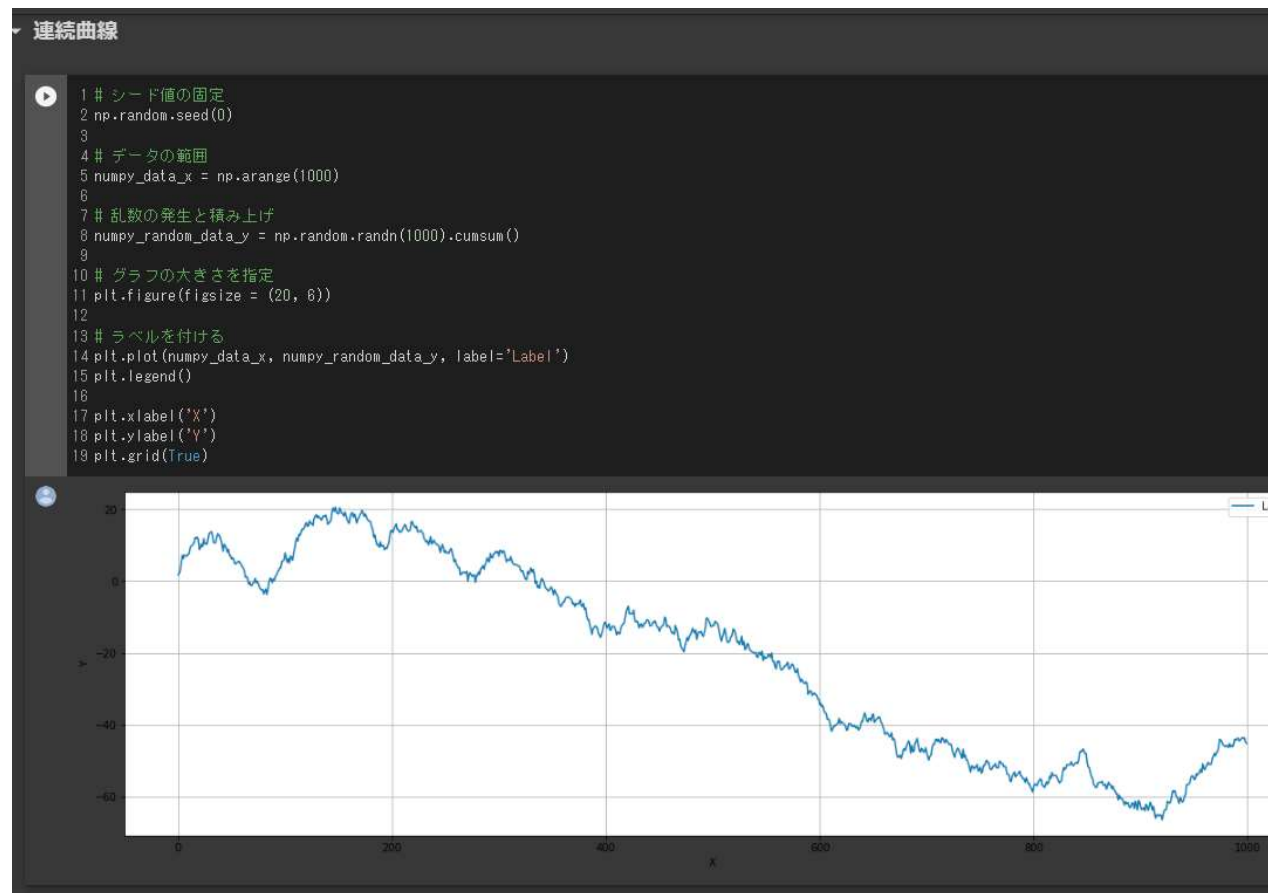 連続曲線
1 # シード値の固定
2 np.random.seed(0)
3
4 # データの範囲
5 numpy_data_x = np.arange(1000)
6
7 # 乱数の発生と積み上げ
8 numpy_random_data_y = np.random.randn(1000).cumsum()
9
10 # グラフの大きさを指定
11 plt.figure(figsize = (20, 6))
12
13 # ラベルを付ける
14 plt.plot(numpy_data_x, numpy_random_data_y, label='Label')
15 plt.legend()
16
17 plt.xlabel('X')
18 plt.ylabel('Y')
19 plt.grid(True)
L
20
0
-20
Y
-40
-60
0 200 400 600 800 1000
X